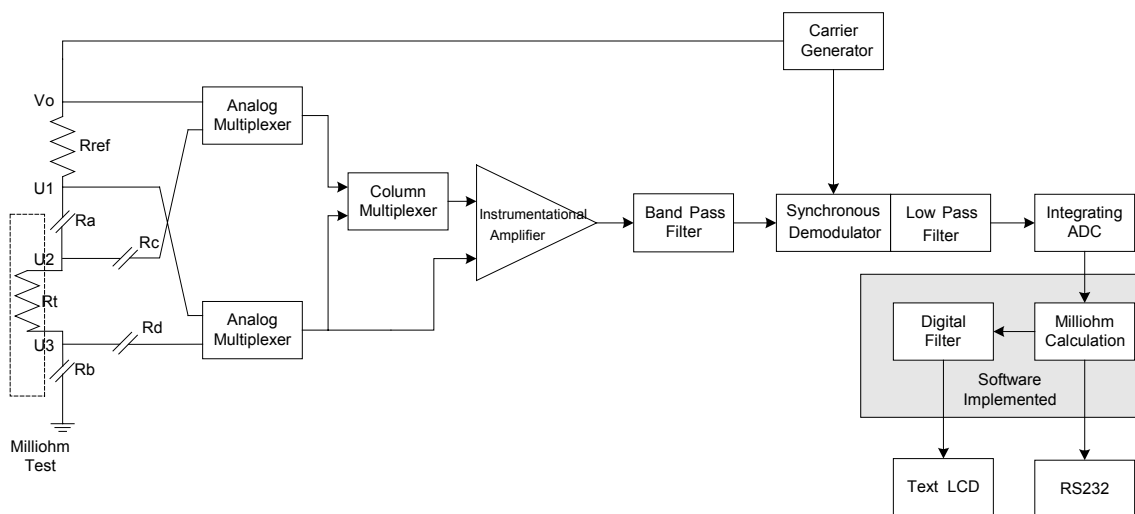 Carrier
Generator
Vo
Analog
Multiplexer
Rref
U1
Column
Multiplexer
Instrumentational
Amplifier
Band Pass
Filter
Synchronous
Demodulator
Low Pass
Filter
Integrating
ADC
Ra
Rc
U2
Rt
Analog
Multiplexer
Rd
U3
Rb
Digital
Filter
Milliohm
Calculation
Software
Implemented
Milliohm
Test
Text LCD
RS232